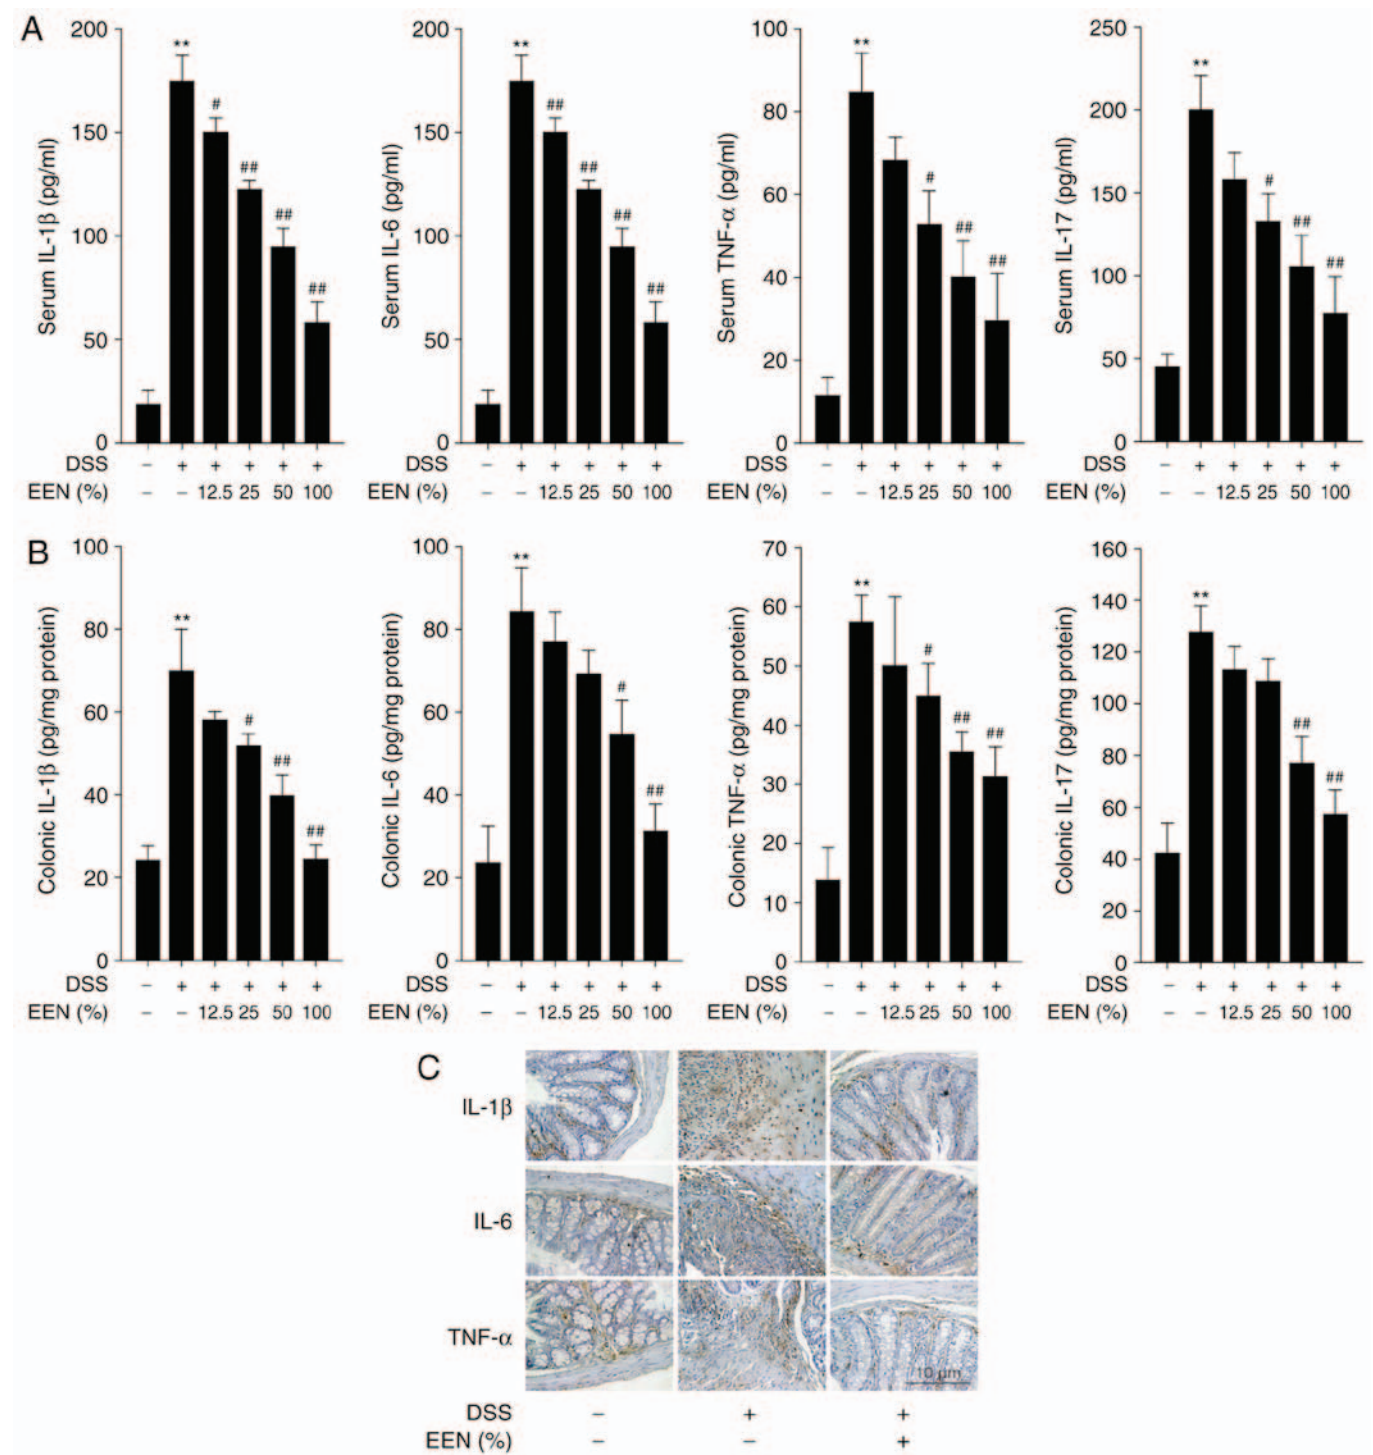 A
200
150
100
50
0
Serum IL-1β (pg/ml)
**
#
##
##
##
DSS - + + + + +
EEN (%) - - 12.5 25 50 100
200
150
100
50
0
Serum IL-6 (pg/ml)
**
##
##
##
##
DSS - + + + + +
EEN (%) - - 12.5 25 50 100
100
80
60
40
20
0
Serum TNF-α (pg/ml)
**
#
##
##
DSS - + + + + +
EEN (%) - - 12.5 25 50 100
250
200
150
100
50
0
Serum IL-17 (pg/ml)
**
#
##
##
DSS - + + + + +
EEN (%) - - 12.5 25 50 100
B
100
80
60
40
20
0
Colonic IL-1β (pg/mg protein)
**
#
##
##
DSS - + + + + +
EEN (%) - - 12.5 25 50 100
100
80
60
40
20
0
Colonic IL-6 (pg/mg protein)
**
#
##
DSS - + + + + +
EEN (%) - - 12.5 25 50 100
70
60
50
40
30
20
10
0
Colonic TNF-α (pg/mg protein)
**
#
##
##
DSS - + + + + +
EEN (%) - - 12.5 25 50 100
160
140
120
100
80
60
40
20
0
Colonic IL-17 (pg/mg protein)
**
##
##
DSS - + + + + +
EEN (%) - - 12.5 25 50 100
C
IL-1β
IL-6
TNF-α
10 μm
DSS - + +
EEN (%) - - +